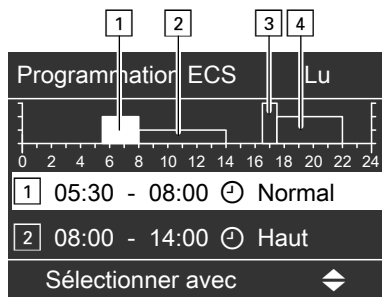 1 2 3 4
Programmation ECS Lu
0 2 4 6 8 10 12 14 16 18 20 22 24
1 05:30 - 08:00 Normal
2 08:00 - 14:00 Haut
Sélectionner avec